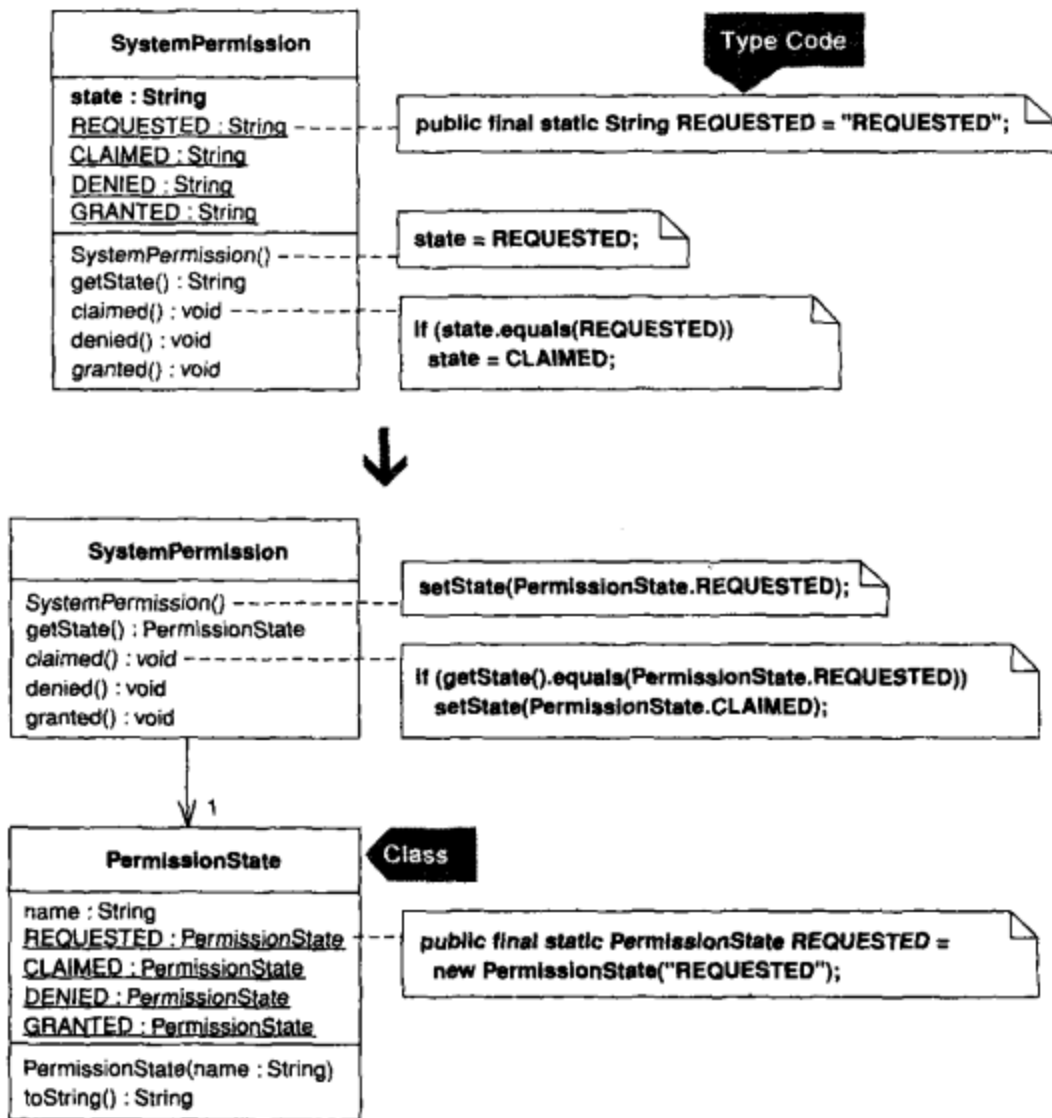 SystemPermission
Type Code
state : String
REQUESTED : String
public final static String REQUESTED = "REQUESTED";
CLAIMED : String
DENIED : String
GRANTED : String
state = REQUESTED;
SystemPermission()
getState() : String
claimed() : void
if (state.equals(REQUESTED))
state = CLAIMED;
denied() : void
granted() : void
SystemPermission
setState(PermissionState.REQUESTED);
SystemPermission()
getState() : PermissionState
claimed() : void
if (getState().equals(PermissionState.REQUESTED))
setState(PermissionState.CLAIMED);
denied() : void
granted() : void
1
PermissionState
Class
name : String
REQUESTED : PermissionState
public final static PermissionState REQUESTED =
new PermissionState("REQUESTED");
CLAIMED : PermissionState
DENIED : PermissionState
GRANTED : PermissionState
PermissionState(name : String)
toString() : String